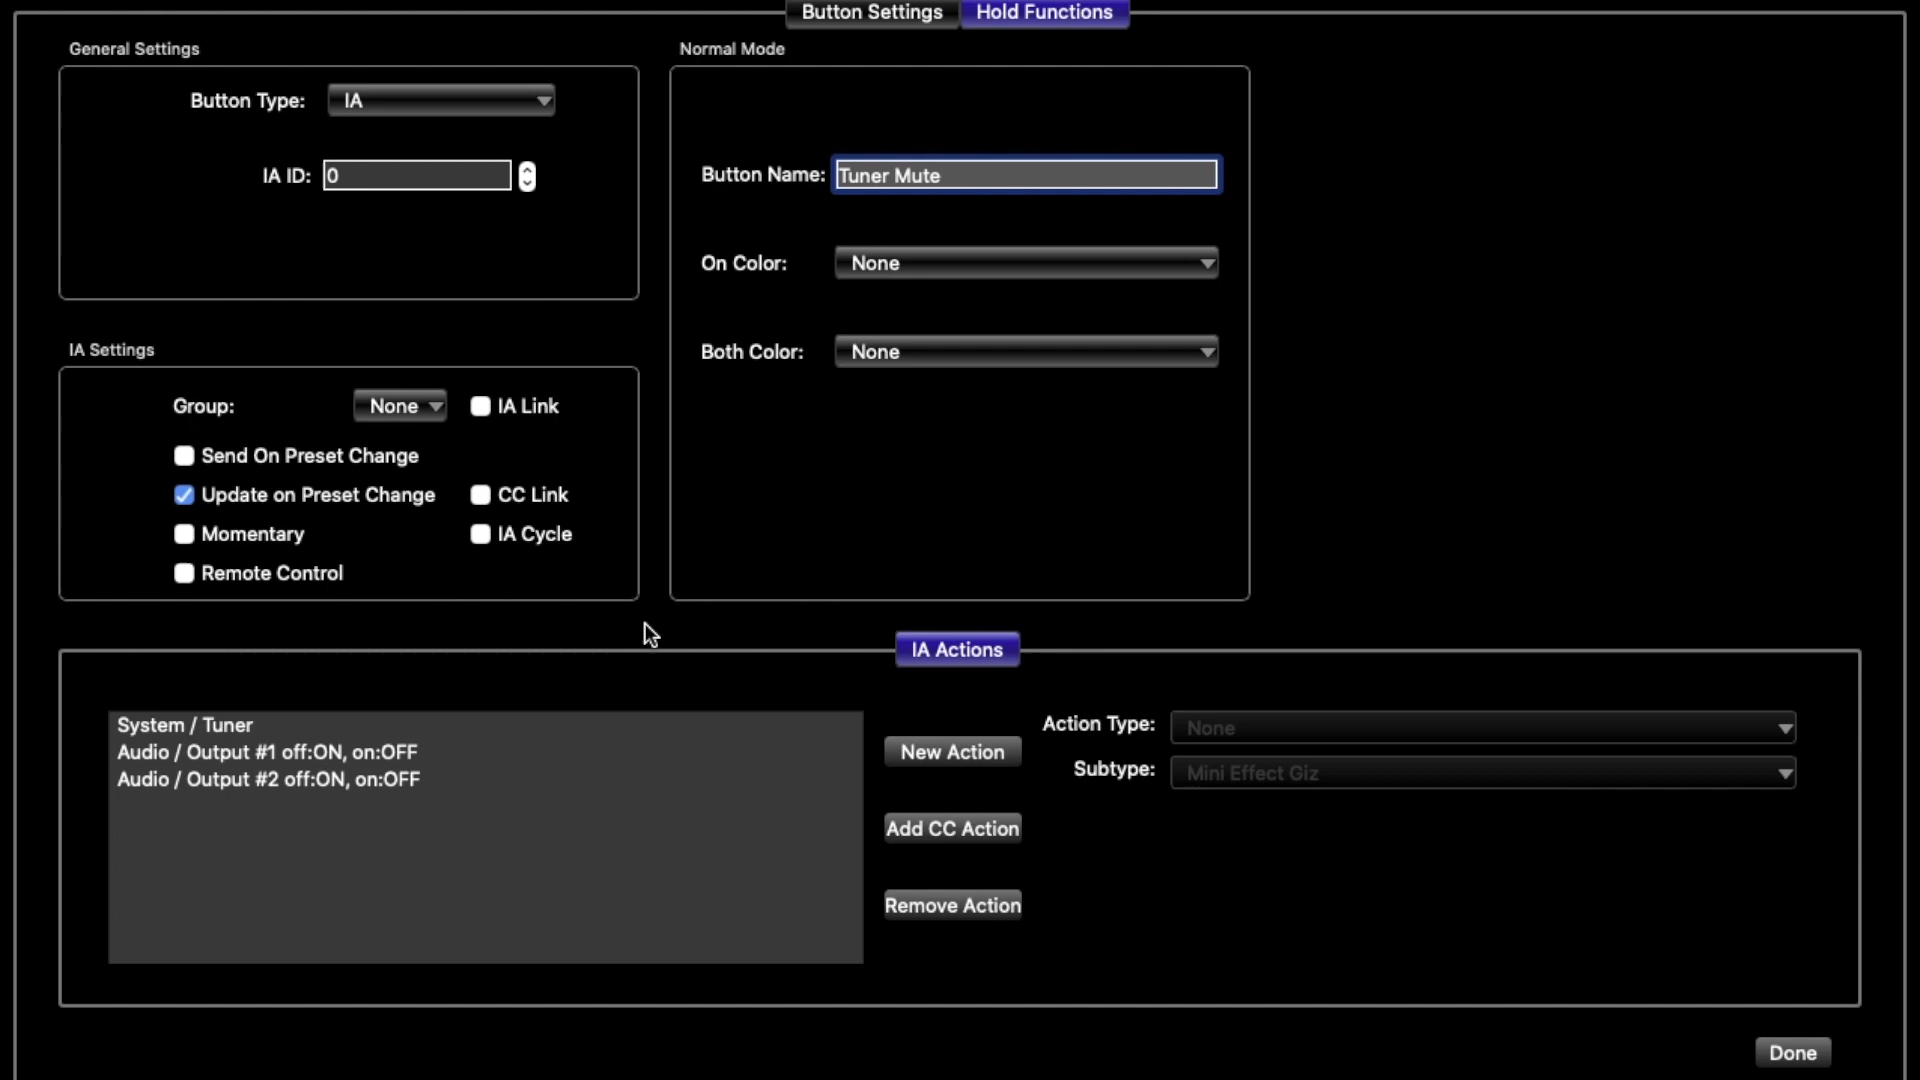 Button Settings Hold Functions
General Settings
Button Type: IA
IA ID: 0
Normal Mode
Button Name: Tuner Mute
On Color: None
Both Color: None
IA Settings
Group: None IA Link
Send On Preset Change
Update on Preset Change CC Link
Momentary IA Cycle
Remote Control
IA Actions
System / Tuner
Audio / Output #1 off:ON, on:OFF
Audio / Output #2 off:ON, on:OFF
New Action
Add CC Action
Remove Action
Action Type: None
Subtype: Mini Effect Giz
Done